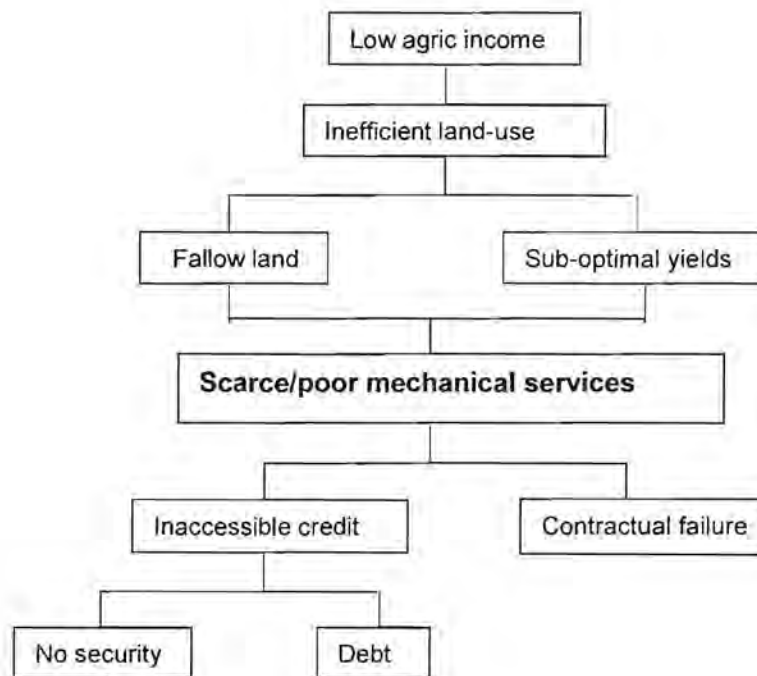 Low agric income
Inefficient land-use
Fallow land
Sub-optimal yields
Scarce/poor mechanical services
Inaccessible credit
Contractual failure
No security
Debt